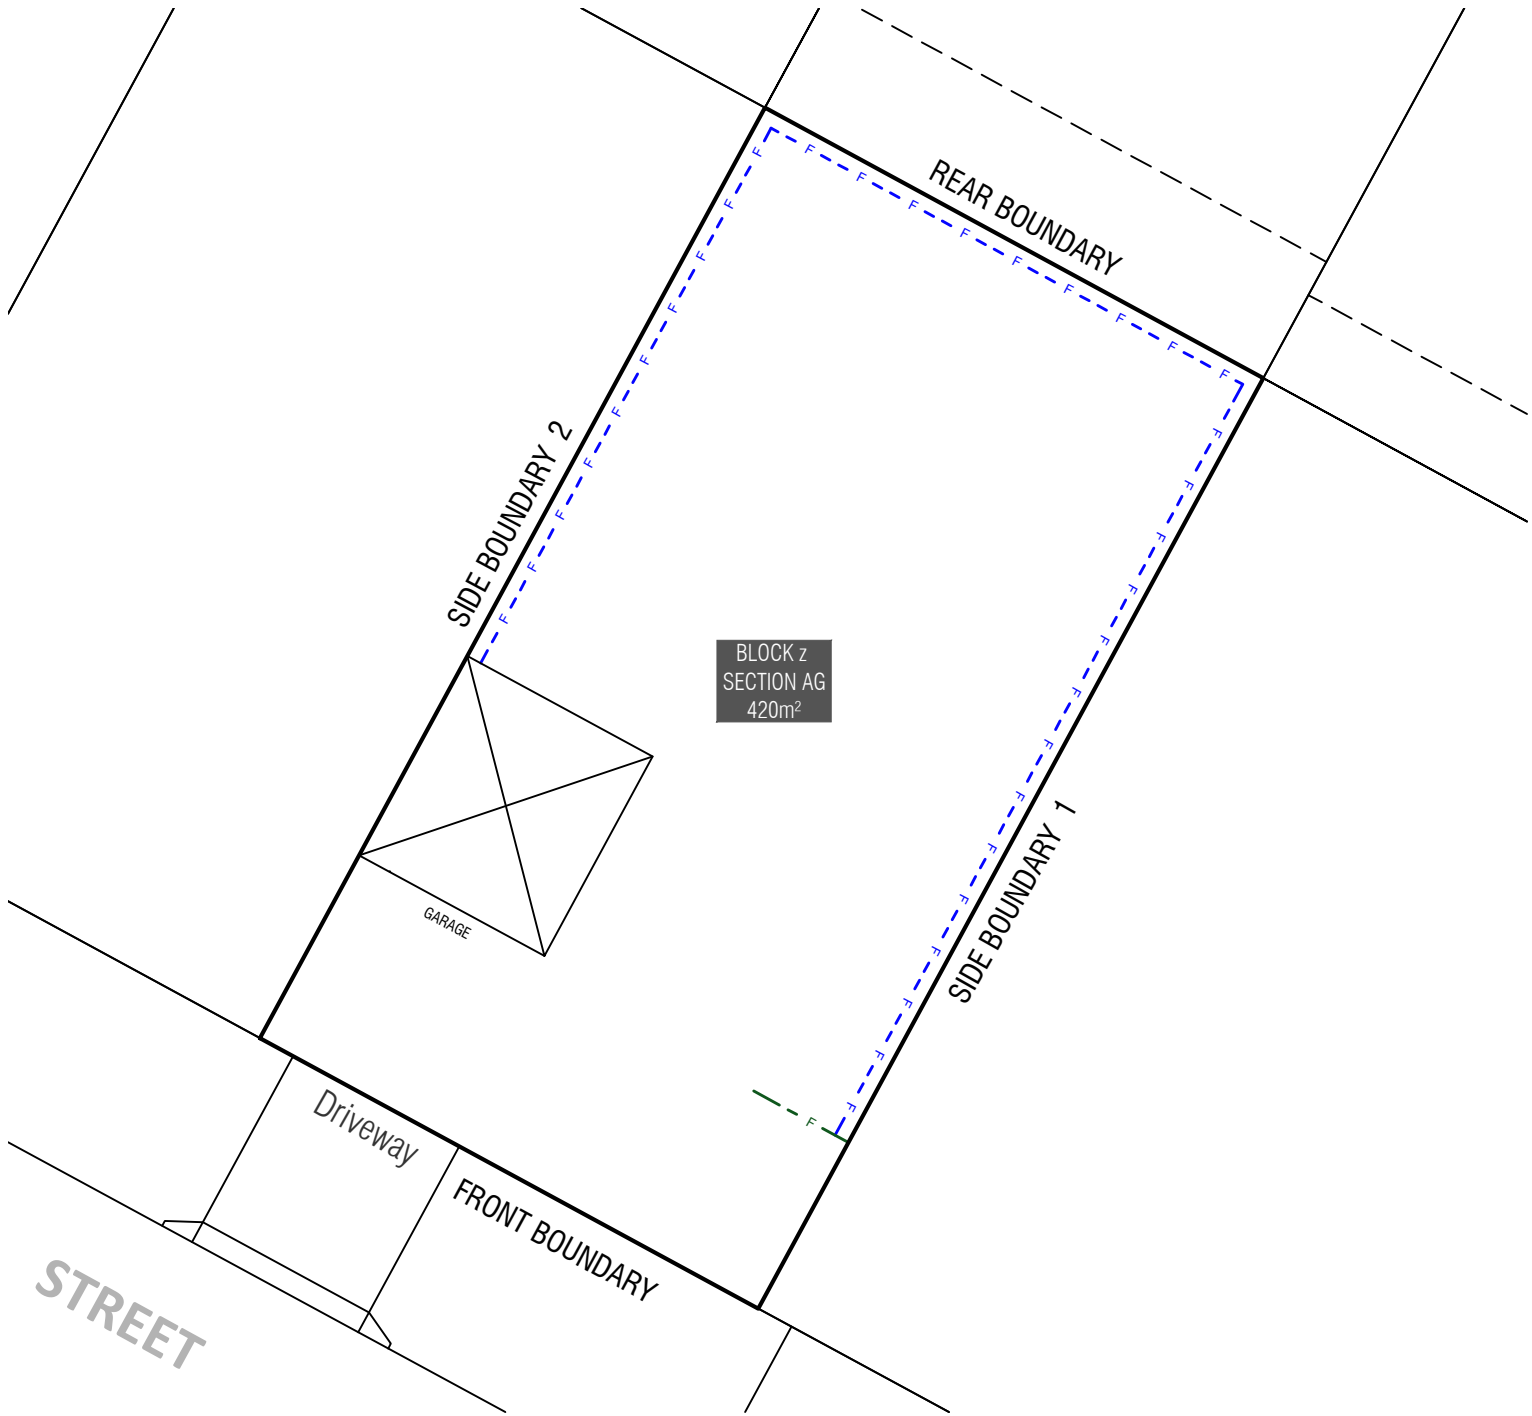 REAR BOUNDARY
SIDE BOUNDARY 2
BLOCK z
SECTION AG
420m²
SIDE BOUNDARY 1
GARAGE
Driveway
FRONT BOUNDARY
STREET
F F F F F F F F F
F F F F F F F F F F
F F F F F F F F F F F F F F
F